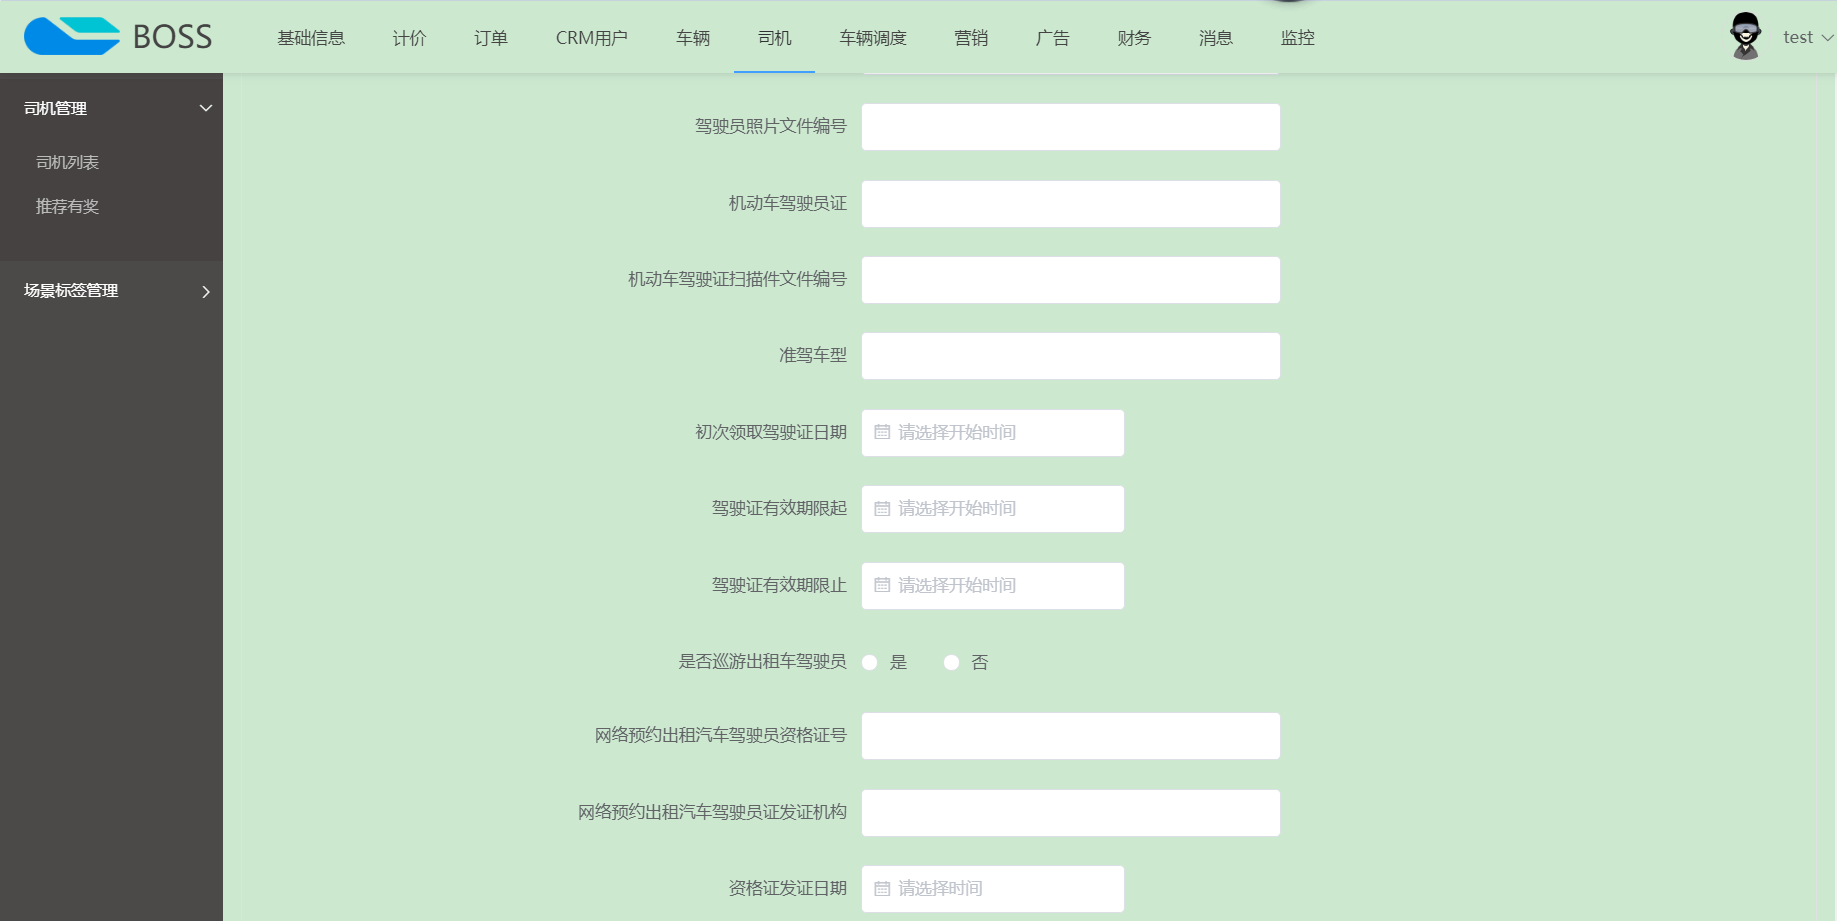 BOSS 基础信息 计价 订单 CRM用户 车辆 司机 车辆调度 营销 广告 财务 消息 监控 test
司机管理
司机列表
推荐有奖
场景标签管理
驾驶员照片文件编号
机动车驾驶员证
机动车驾驶证扫描件文件编号
准驾车型
初次领取驾驶证日期 请选择开始时间
驾驶证有效期限起 请选择开始时间
驾驶证有效期限止 请选择开始时间
是否巡游出租车驾驶员 是 否
网络预约出租汽车驾驶员资格证号
网络预约出租汽车驾驶员证发证机构
资格证发证日期 请选择时间